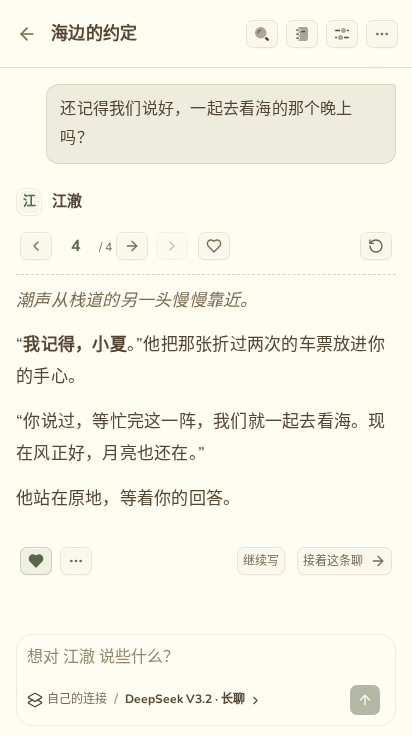 海边的约定
还记得我们说好，一起去看海的那个晚上
吗？
江 江澈
4 / 4
潮声从栈道的另一头慢慢靠近。
“我记得，小夏。”他把那张折过两次的车票放进你
的手心。
“你说过，等忙完这一阵，我们就一起去看海。现
在风正好，月亮也还在。”
他站在原地，等着你的回答。
继续写 接着这条聊
想对 江澈 说些什么？
自己的连接 / DeepSeek V3.2 · 长聊